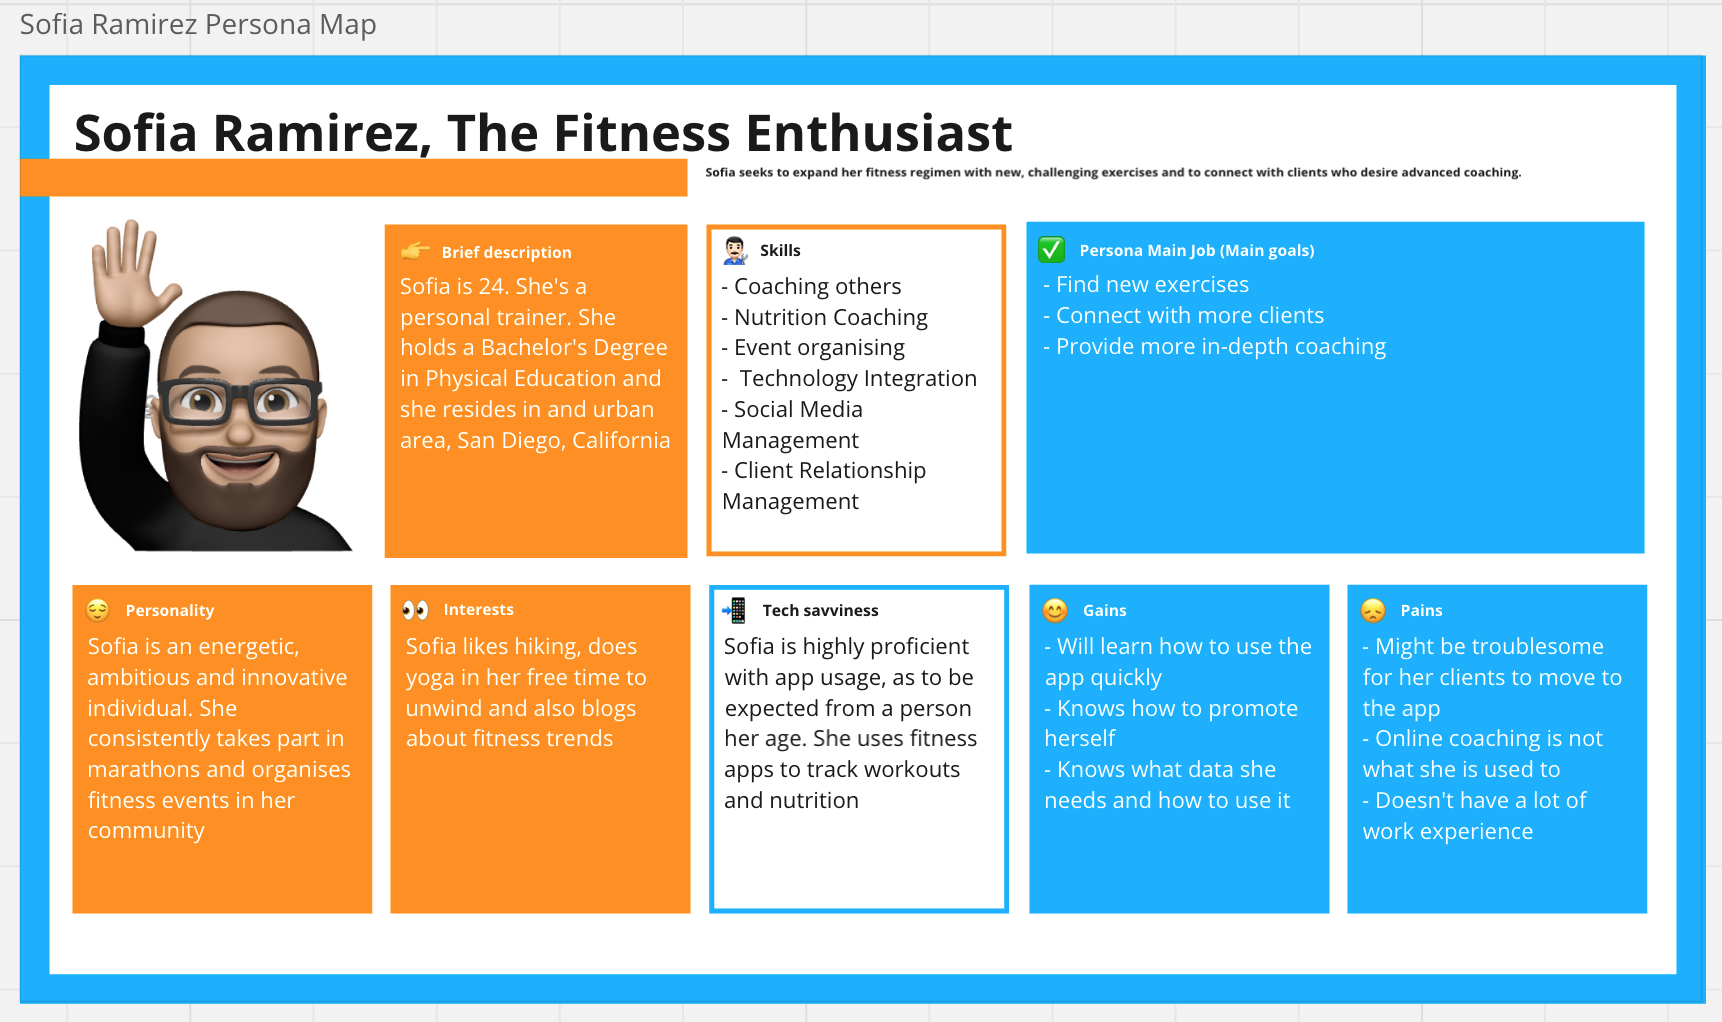 Sofia Ramirez Persona Map
Sofia Ramirez, The Fitness Enthusiast
Sofia seeks to expand her fitness regimen with new, challenging exercises and to connect with clients who desire advanced coaching.
Brief description
Sofia is 24. She's a
personal trainer. She
holds a Bachelor's Degree
in Physical Education and
she resides in and urban
area, San Diego, California
Skills
- Coaching others
- Nutrition Coaching
- Event organising
-  Technology Integration
- Social Media
Management
- Client Relationship
Management
Persona Main Job (Main goals)
- Find new exercises
- Connect with more clients
- Provide more in-depth coaching
Personality
Sofia is an energetic,
ambitious and innovative
individual. She
consistently takes part in
marathons and organises
fitness events in her
community
Interests
Sofia likes hiking, does
yoga in her free time to
unwind and also blogs
about fitness trends
Tech savviness
Sofia is highly proficient
with app usage, as to be
expected from a person
her age. She uses fitness
apps to track workouts
and nutrition
Gains
- Will learn how to use the
app quickly
- Knows how to promote
herself
- Knows what data she
needs and how to use it
Pains
- Might be troublesome
for her clients to move to
the app
- Online coaching is not
what she is used to
- Doesn't have a lot of
work experience